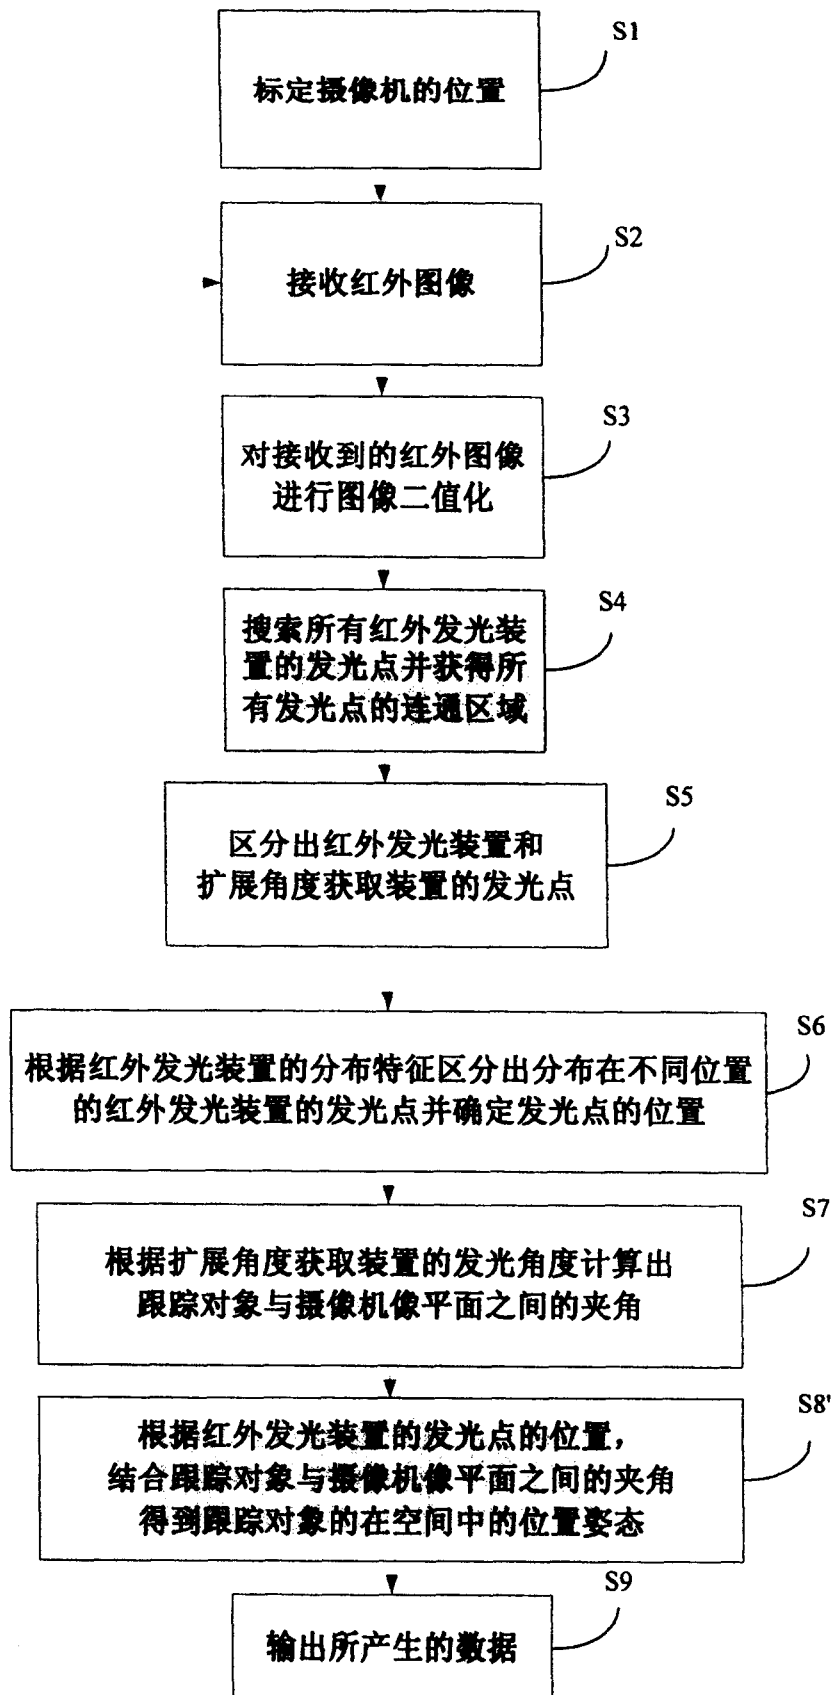 S1
标定摄像机的位置
S2
接收红外图像
S3
对接收到的红外图像
进行图像二值化
S4
搜索所有红外发光装
置的发光点并获得所
有发光点的连通区域
S5
区分出红外发光装置和
扩展角度获取装置的发光点
S6
根据红外发光装置的分布特征区分出分布在不同位置
的红外发光装置的发光点并确定发光点的位置
S7
根据扩展角度获取装置的发光角度计算出
跟踪对象与摄像机像平面之间的夹角
S8'
根据红外发光装置的发光点的位置，
结合跟踪对象与摄像机像平面之间的夹角
得到跟踪对象的在空间中的位置姿态
S9
输出所产生的数据